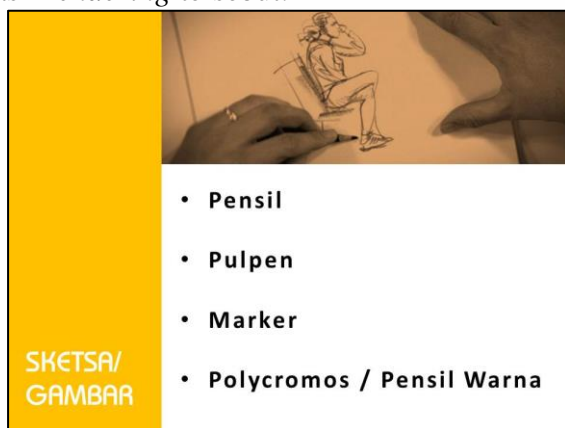 • Pensil
• Pulpen
• Marker
• Polycromos / Pensil Warna
SKETSA/
GAMBAR